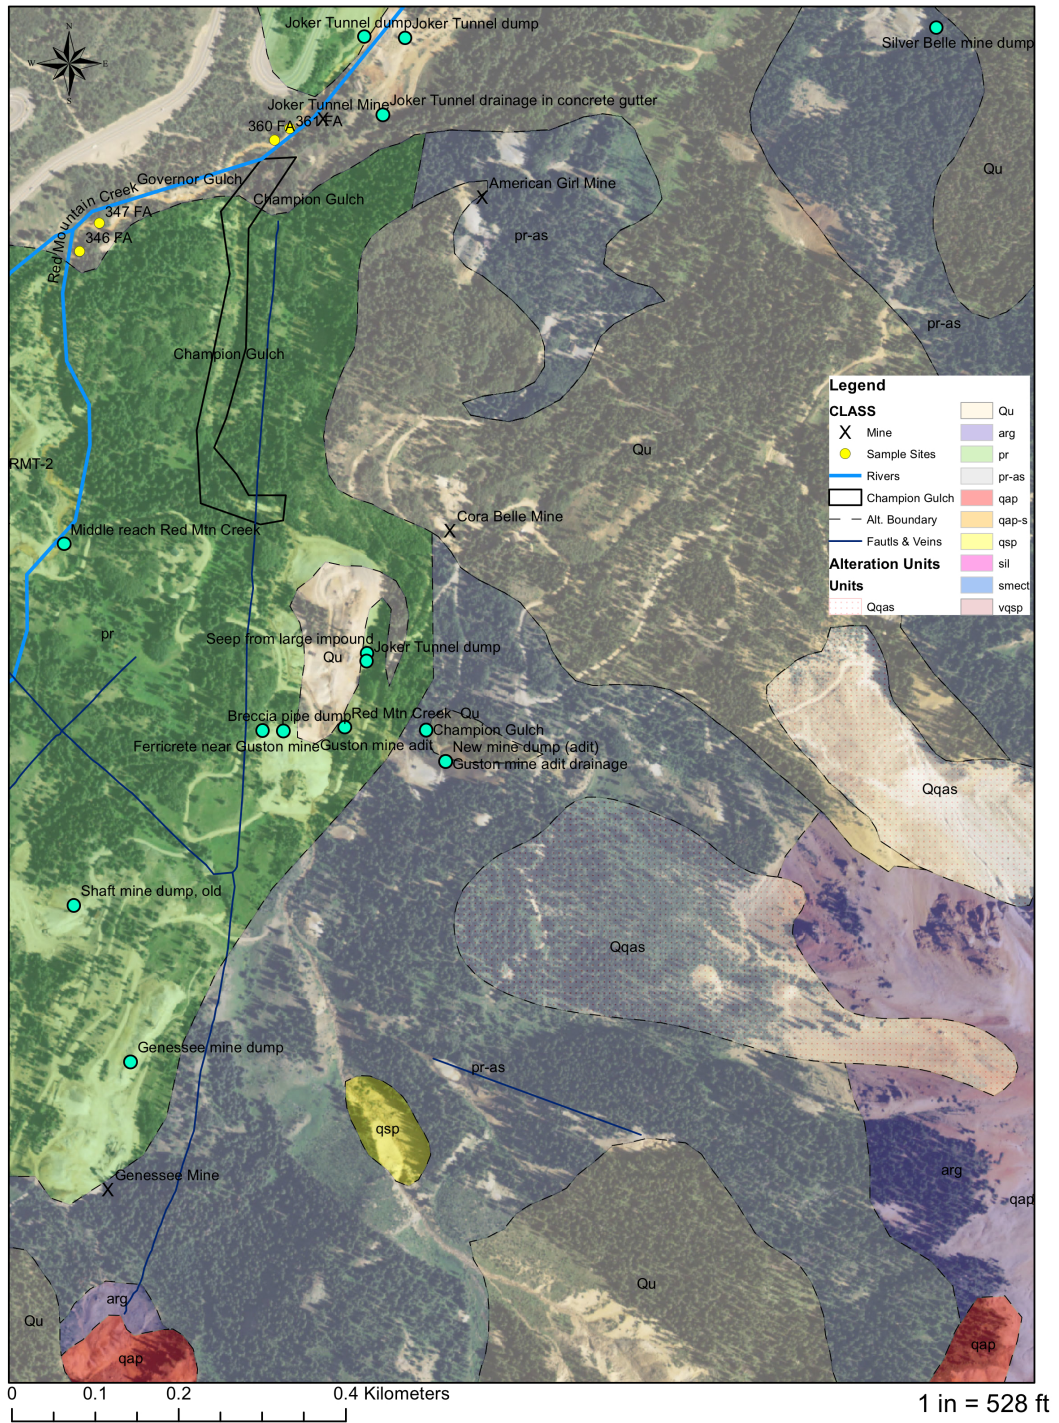 Joker Tunnel dump
Joker Tunnel dump
Silver Belle mine dump
N
W
E
S
Joker Tunnel Mine
Joker Tunnel drainage in concrete gutter
360 FA
361 FA
Qu
Governor Gulch
American Girl Mine
Red Mountain Creek
Champion Gulch
347 FA
346 FA
pr-as
pr-as
Champion Gulch
Legend
CLASS
Mine
Sample Sites
Rivers
Champion Gulch
Alt. Boundary
Fautls & Veins
Alteration Units
Units
Qqas
Qu
arg
pr
pr-as
qap
qap-s
qsp
sil
smect
vqsp
Qu
RMT-2
Cora Belle Mine
Middle reach Red Mtn Creek
pr
Seep from large impound
Joker Tunnel dump
Qu
Breccia pipe dump
Red Mtn Creek
Qu
Champion Gulch
Ferricrete near Guston mine
Guston mine adit
New mine dump (adit)
Guston mine adit drainage
Qqas
Shaft mine dump, old
Qqas
Genessee mine dump
pr-as
qsp
Genessee Mine
arg
qap
Qu
arg
Qu
qap
qap
0 0.1 0.2 0.4 Kilometers
1 in = 528 ft